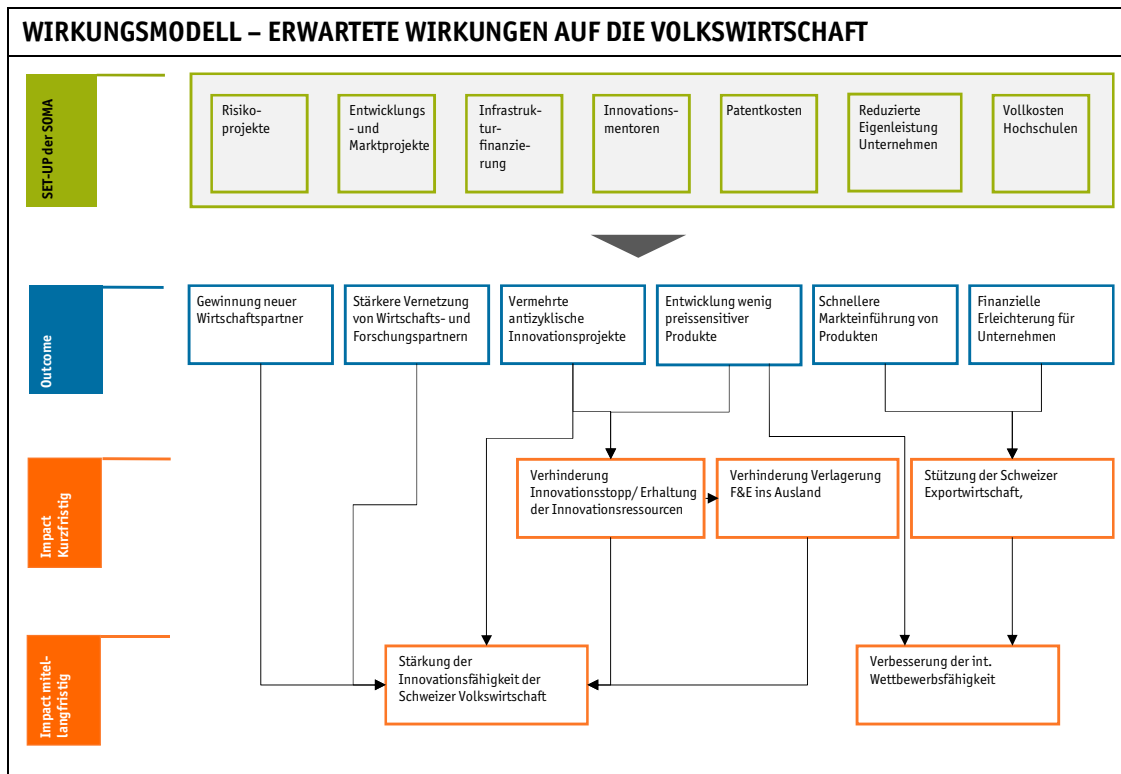 WIRKUNGSMODELL – ERWARTETE WIRKUNGEN AUF DIE VOLKSWIRTSCHAFT
SET-UP der SOMA
Risiko-
projekte
Entwicklungs
- und
Marktprojekte
Infrastruk-
tur-
finanzie-
rung
Innovations-
mentoren
Patentkosten
Reduzierte
Eigenleistung
Unternehmen
Vollkosten
Hochschulen
Outcome
Gewinnung neuer
Wirtschaftspartner
Stärkere Vernetzung
von Wirtschafts- und
Forschungspartnern
Vermehrte
antizyklische
Innovationsprojekte
Entwicklung wenig
preissensitiver
Produkte
Schnellere
Markteinführung von
Produkten
Finanzielle
Erleichterung für
Unternehmen
Impact
Kurzfristig
Verhinderung
Innovationsstopp/ Erhaltung
der Innovationsressourcen
Verhinderung Verlagerung
F&E ins Ausland
Stützung der Schweizer
Exportwirtschaft,
Impact mittel-
langfristig
Stärkung der
Innovationsfähigkeit der
Schweizer Volkswirtschaft
Verbesserung der int.
Wettbewerbsfähigkeit